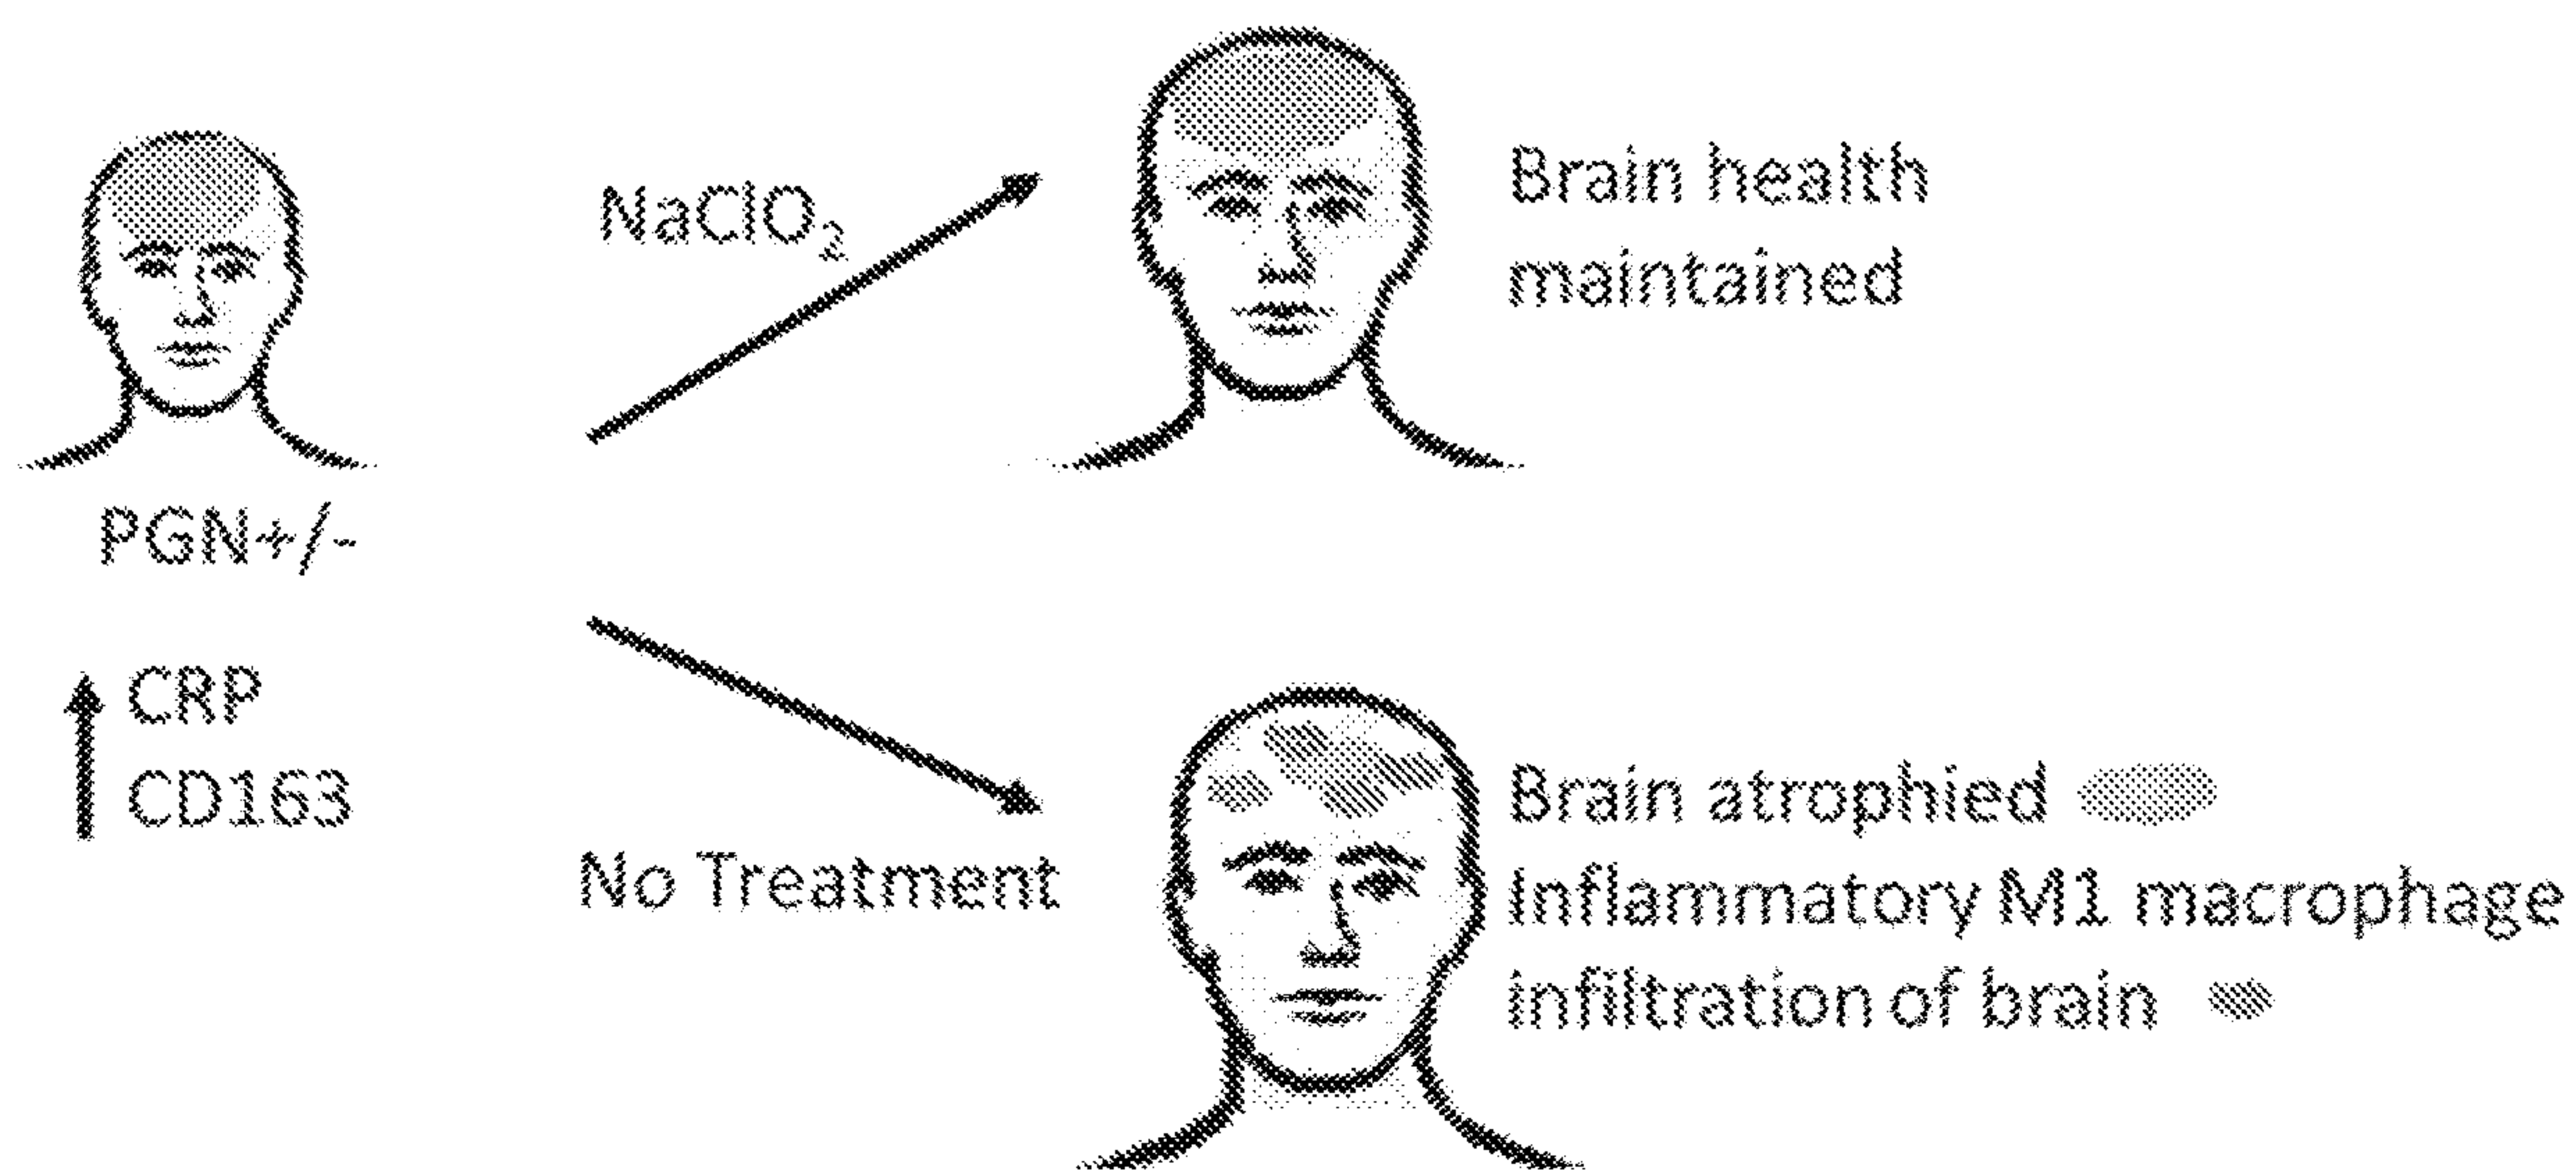 PGN+/-
CRP
CD163
NaClO₂
Brain health
maintained
No Treatment
Brain atrophied
Inflammatory M1 macrophage
infiltration of brain